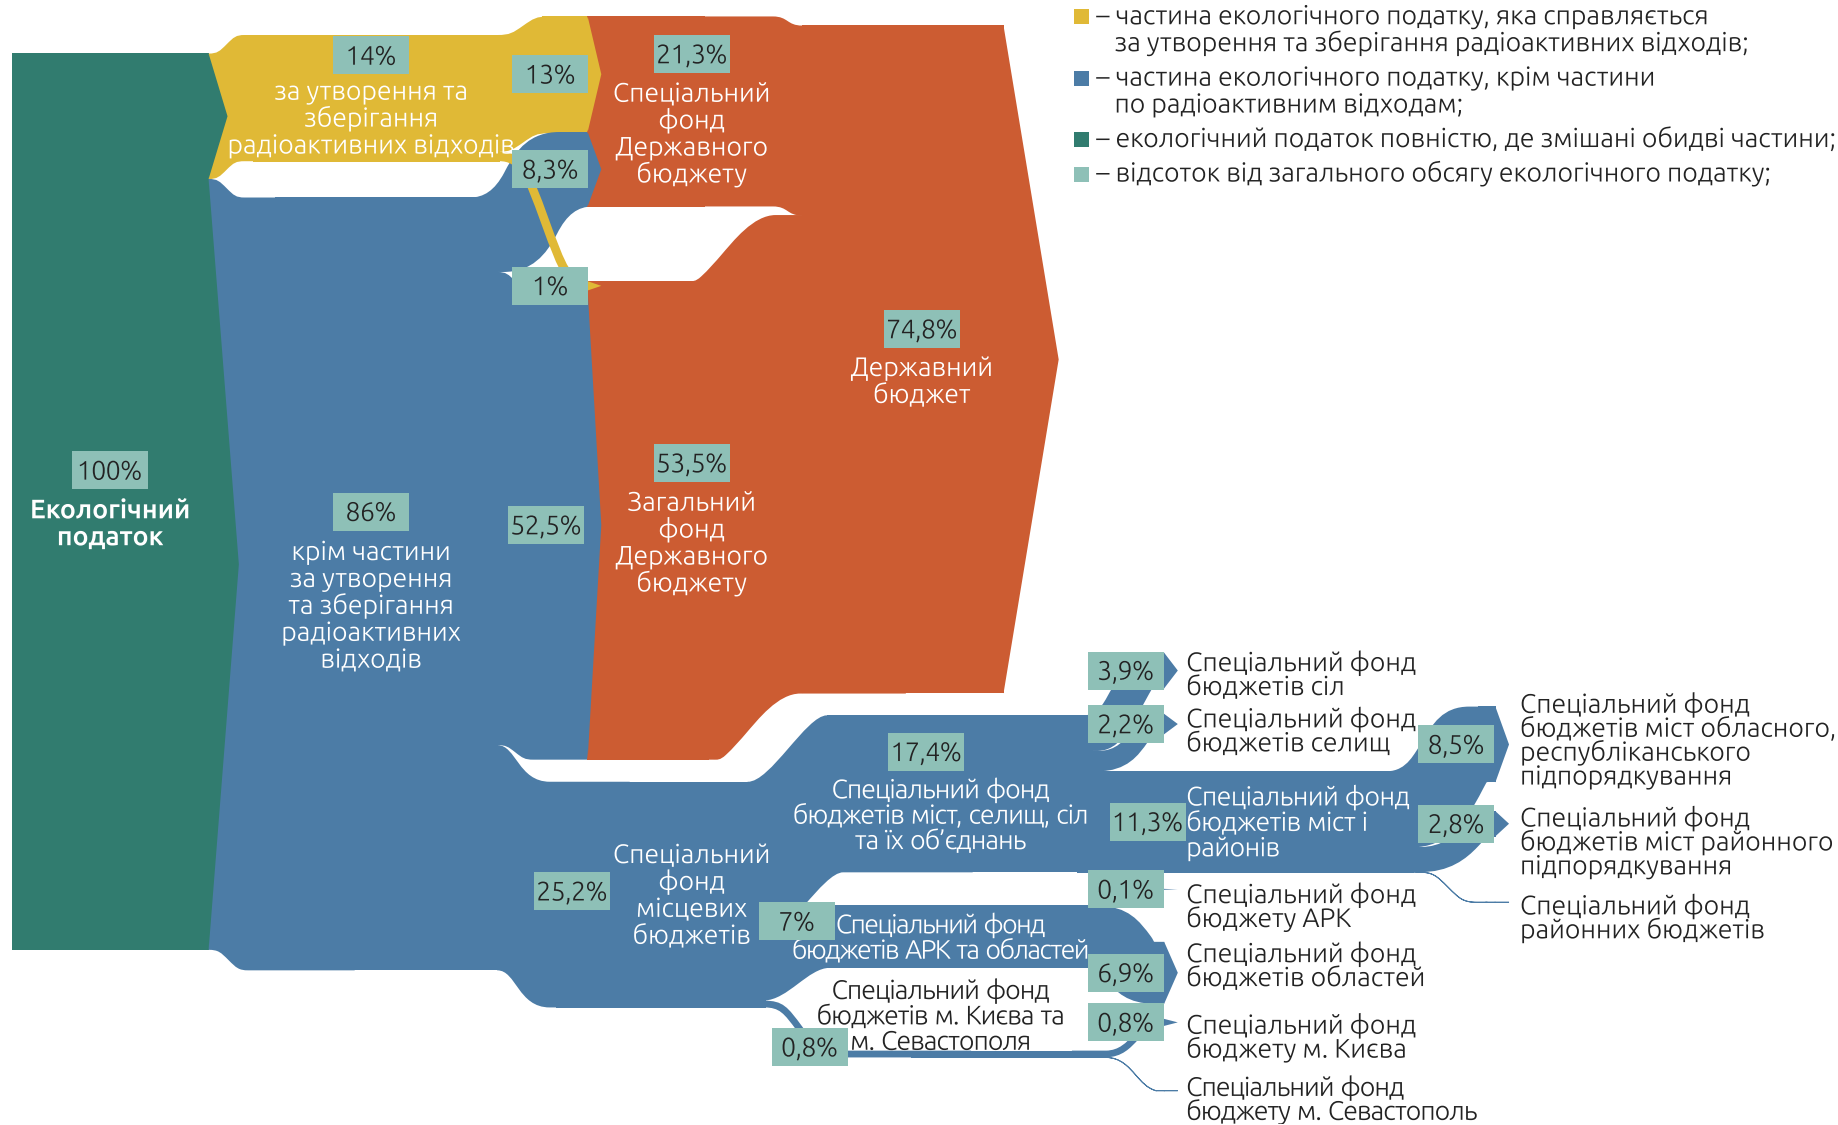 – частина екологічного податку, яка справляється
за утворення та зберігання радіоактивних відходів;
– частина екологічного податку, крім частини
по радіоактивним відходам;
– екологічний податок повністю, де змішані обидві частини;
– відсоток від загального обсягу екологічного податку;
100%
Екологічний
податок
14%
за утворення та
зберігання
радіоактивних відходів
86%
крім частини
за утворення
та зберігання
радіоактивних
відходів
13%
8,3%
1%
52,5%
21,3%
Спеціальний
фонд
Державного
бюджету
53,5%
Загальний
фонд
Державного
бюджету
74,8%
Державний
бюджет
25,2%
Спеціальний
фонд
місцевих
бюджетів
17,4%
Спеціальний фонд
бюджетів міст, селищ, сіл
та їх об’єднань
7%
Спеціальний фонд
бюджетів АРК та областей
Спеціальний фонд
бюджетів м. Києва та
м. Севастополя
0,8%
3,9%
Спеціальний фонд
бюджетів сіл
2,2%
Спеціальний фонд
бюджетів селищ
11,3%
Спеціальний фонд
бюджетів міст і
районів
0,1%
Спеціальний фонд
бюджету АРК
6,9%
Спеціальний фонд
бюджетів областей
0,8%
Спеціальний фонд
бюджету м. Києва
Спеціальний фонд
бюджету м. Севастополь
8,5%
Спеціальний фонд
бюджетів міст обласного,
республіканського
підпорядкування
2,8%
Спеціальний фонд
бюджетів міст районного
підпорядкування
Спеціальний фонд
районних бюджетів